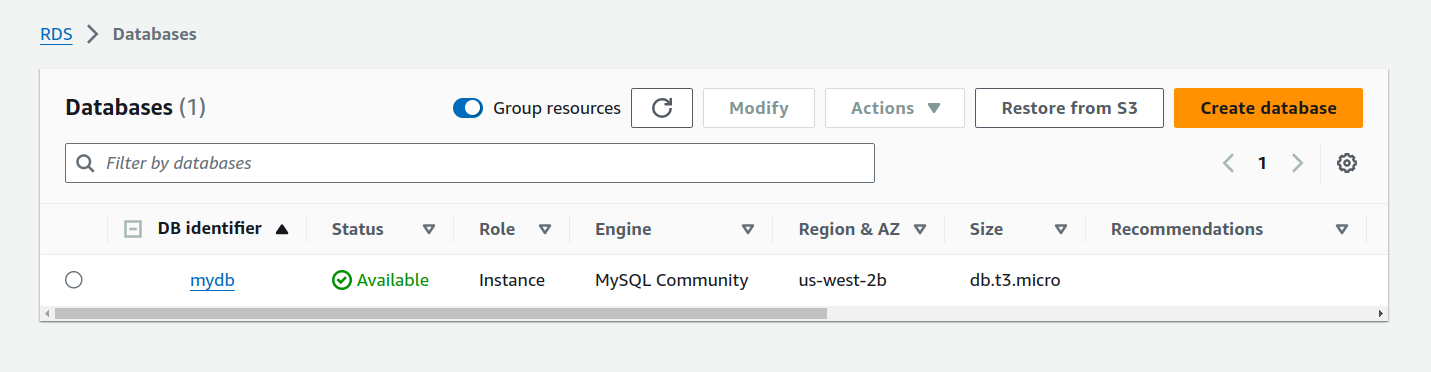 RDS > Databases
Databases (1) Group resources Modify Actions Restore from S3 Create database
Filter by databases 1
DB identifier Status Role Engine Region & AZ Size Recommendations
mydb Available Instance MySQL Community us-west-2b db.t3.micro